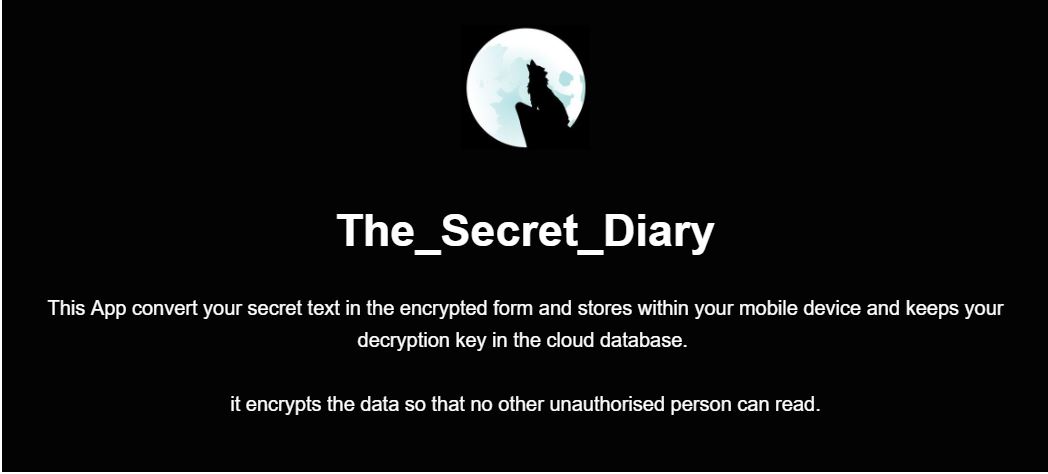 The_Secret_Diary
This App convert your secret text in the encrypted form and stores within your mobile device and keeps your
decryption key in the cloud database.
it encrypts the data so that no other unauthorised person can read.